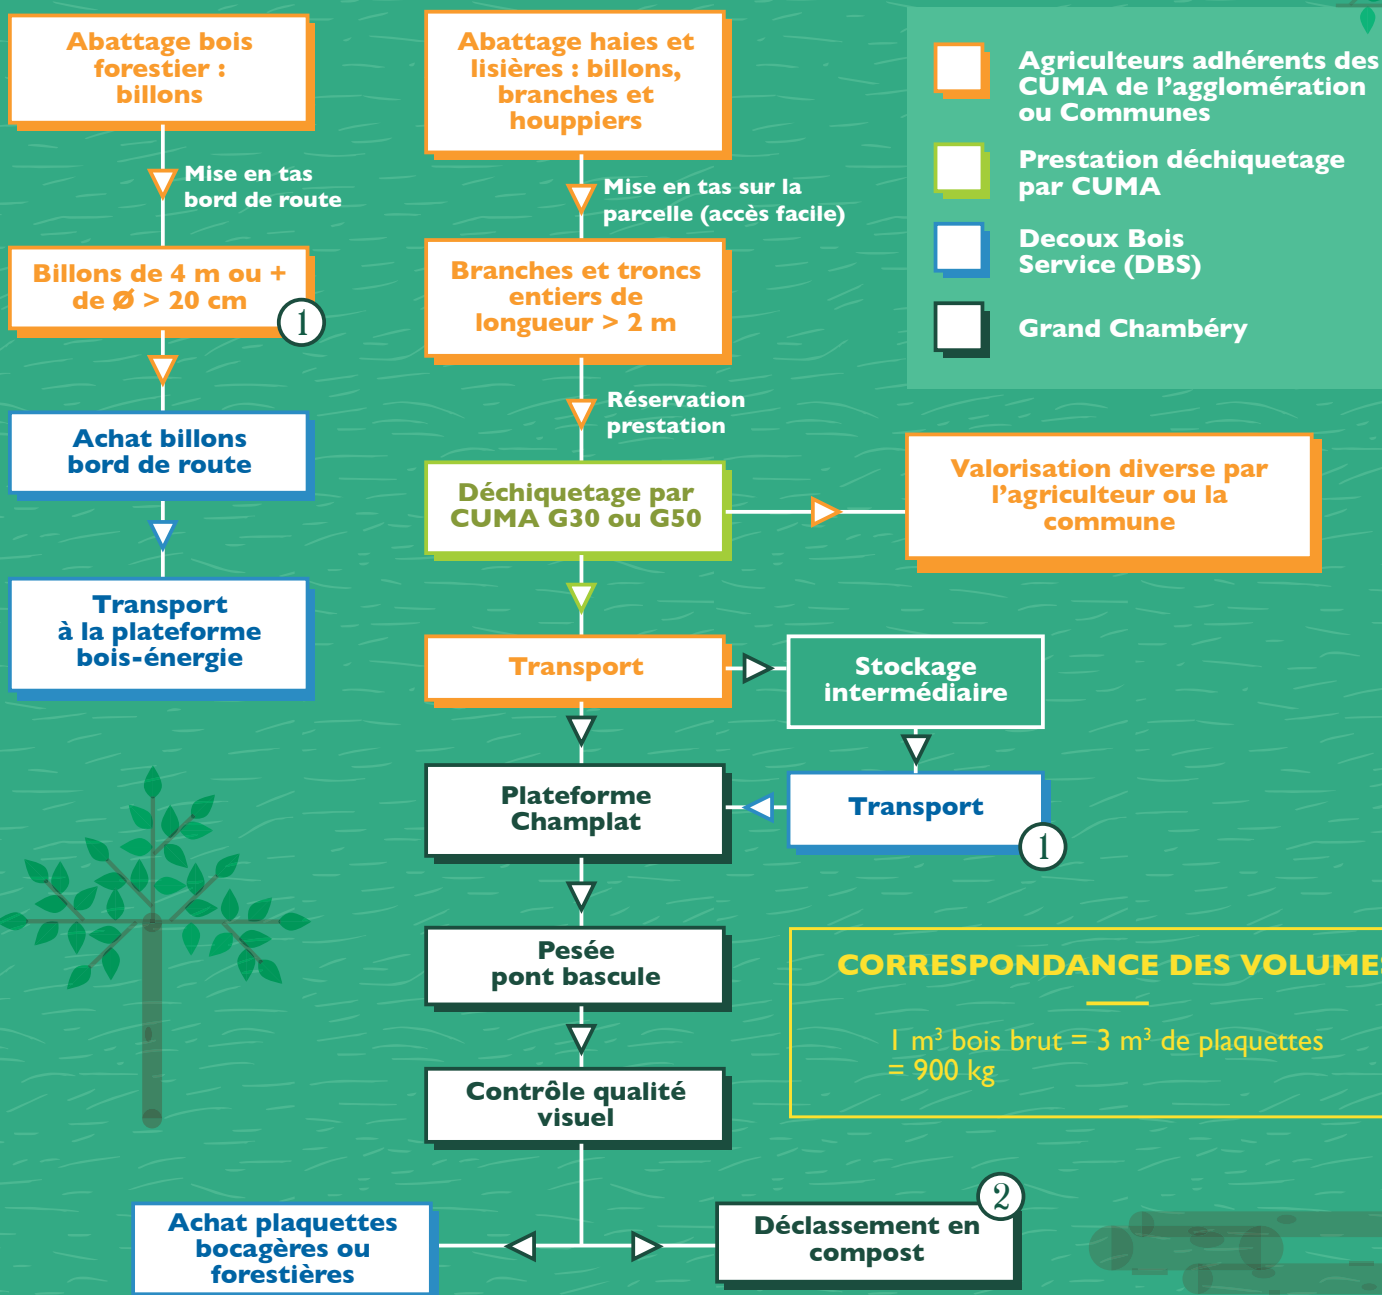 Abattage bois
forestier :
billons
Mise en tas
bord de route
Billons de 4 m ou +
de Ø > 20 cm
1
Achat billons
bord de route
Transport
à la plateforme
bois-énergie
Abattage haies et
lisières : billons,
branches et
houppiers
Mise en tas sur la
parcelle (accès facile)
Branches et troncs
entiers de
longueur > 2 m
Réservation
prestation
Déchiquetage par
CUMA G30 ou G50
Valorisation diverse par
l'agriculteur ou la
commune
Transport
Stockage
intermédiaire
Transport
1
Plateforme
Champlat
Pesée
pont bascule
Contrôle qualité
visuel
Achat plaquettes
bocagères ou
forestières
Déclassement en
compost
2
Agriculteurs adhérents des
CUMA de l'agglomération
ou Communes
Prestation déchiquetage
par CUMA
Decoux Bois
Service (DBS)
Grand Chambéry
CORRESPONDANCE DES VOLUMES
1 m³ bois brut = 3 m³ de plaquettes
= 900 kg